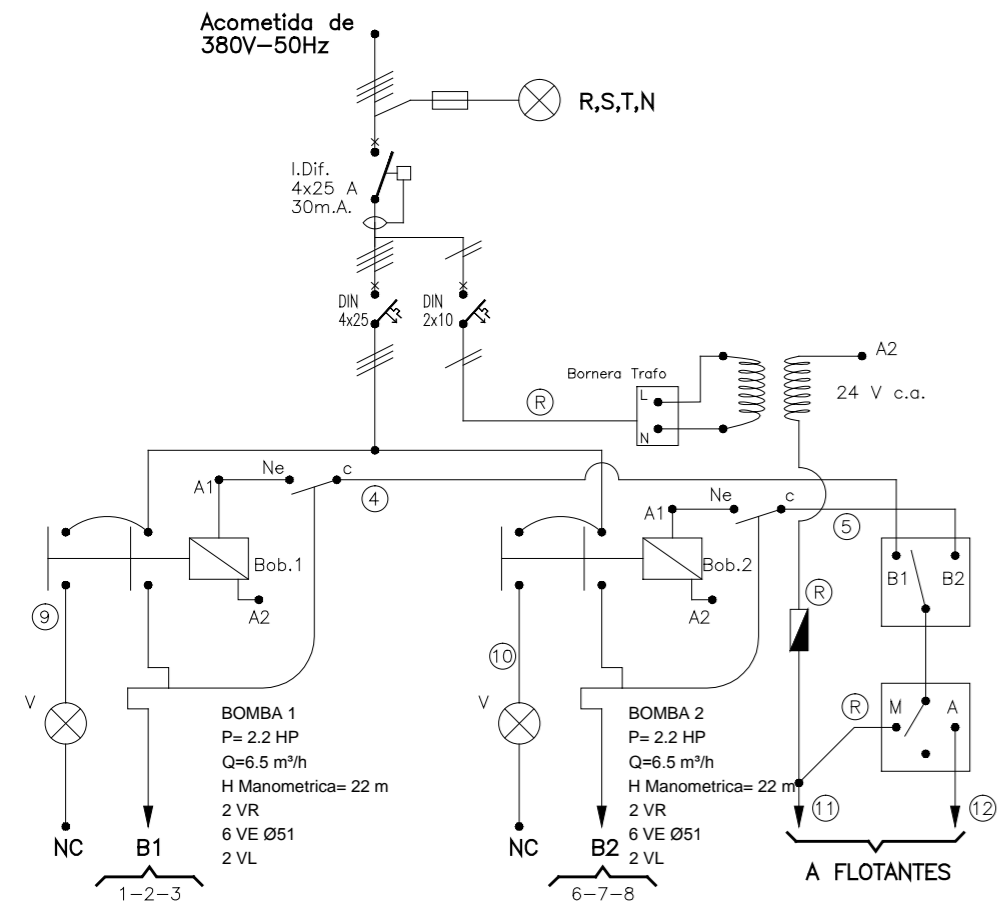 Acometida de
380V-50Hz
R,S,T,N
I.Dif.
4x25 A
30m.A.
DIN
4x25
DIN
2x10
Bornera Trafo
L
N
R
A2
24 V c.a.
A1
Ne
c
4
A1
Ne
c
5
Bob.1
A2
Bob.2
A2
B1
B2
9
10
R
V
V
R
M
A
BOMBA 1
P= 2.2 HP
Q=6.5 m³/h
H Manometrica= 22 m
2 VR
6 VE Ø51
2 VL
BOMBA 2
P= 2.2 HP
Q=6.5 m³/h
H Manometrica= 22 m
2 VR
6 VE Ø51
2 VL
11
12
NC
B1
NC
B2
A FLOTANTES
1-2-3
6-7-8